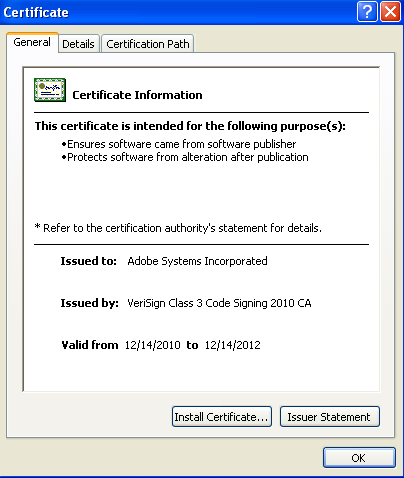 Certificate
General Details Certification Path
Certificate Information
This certificate is intended for the following purpose(s):
•Ensures software came from software publisher
•Protects software from alteration after publication
* Refer to the certification authority's statement for details.
Issued to: Adobe Systems Incorporated
Issued by: VeriSign Class 3 Code Signing 2010 CA
Valid from 12/14/2010 to 12/14/2012
Install Certificate... Issuer Statement
OK